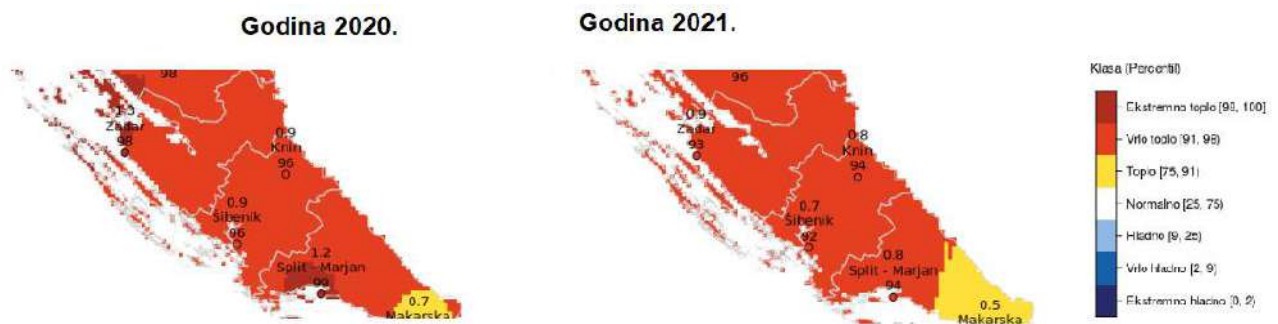 Godina 2020.
98
1.3
Zadar
98
0.9
Knin
96
0.9
Šibenik
96
1.2
Split - Marjan
99
0.7
Makarska
Godina 2021.
96
0.9
Zadar
93
0.8
Knin
94
0.7
Šibenik
92
0.8
Split - Marjan
94
0.5
Makarska
Klasa (Percentil)
Ekstremno toplo [98, 100]
Vrlo toplo [91, 98)
Toplo [75, 91)
Normalno [25, 75)
Hladno [9, 25)
Vrlo hladno [2, 9)
Ekstremno hladno [0, 2)